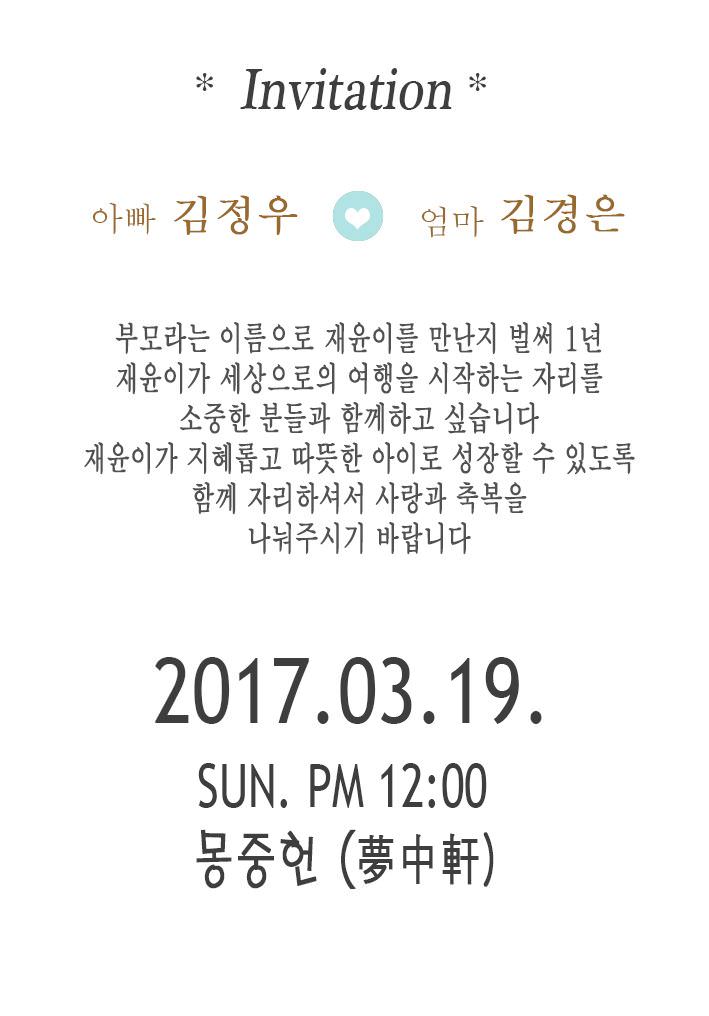 * Invitation *
아빠 김정우 엄마 김경은
부모라는 이름으로 재윤이를 만난지 벌써 1년
재윤이가 세상으로의 여행을 시작하는 자리를
소중한 분들과 함께하고 싶습니다
재윤이가 지혜롭고 따뜻한 아이로 성장할 수 있도록
함께 자리하셔서 사랑과 축복을
나눠주시기 바랍니다
2017.03.19.
SUN. PM 12:00
몽중헌 (夢中軒)